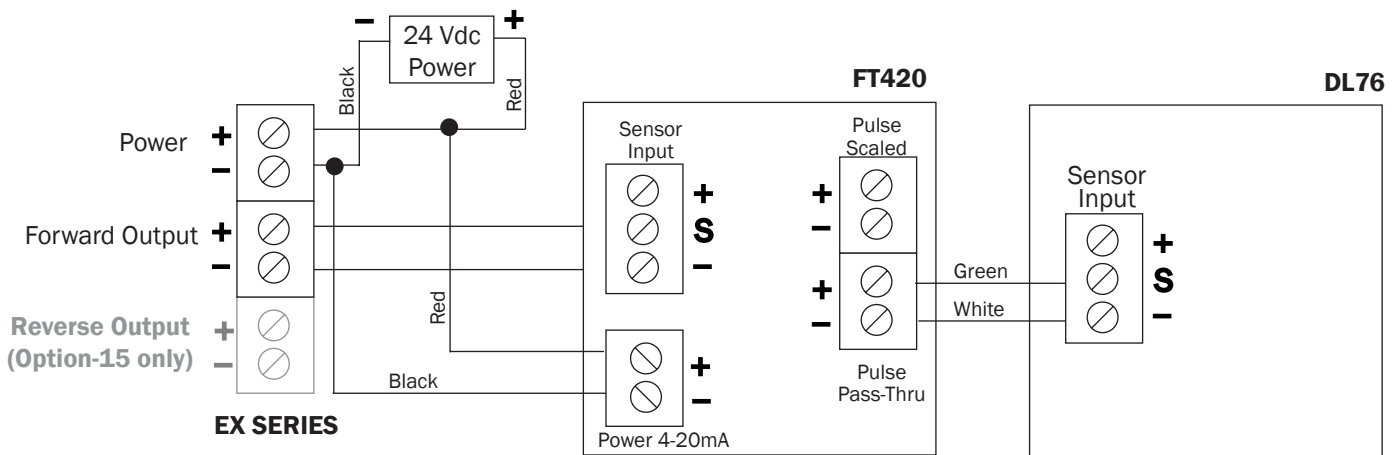 − +
24 Vdc
Power
Black
Red
FT420
DL76
Power
+
−
Sensor
Input
+
S
−
Pulse
Scaled
+
−
Sensor
Input
+
S
−
Forward Output
+
−
Green
White
+
−
Pulse
Pass-Thru
Reverse Output
(Option-15 only)
+
−
Red
Black
+
−
Power 4-20mA
EX SERIES